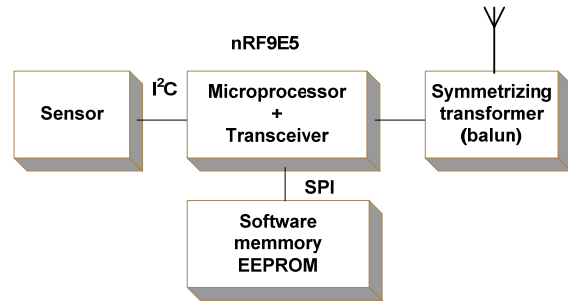 nRF9E5
Sensor
I²C
Microprocessor
+
Transceiver
Symmetrizing
transformer
(balun)
SPI
Software
memmory
EEPROM